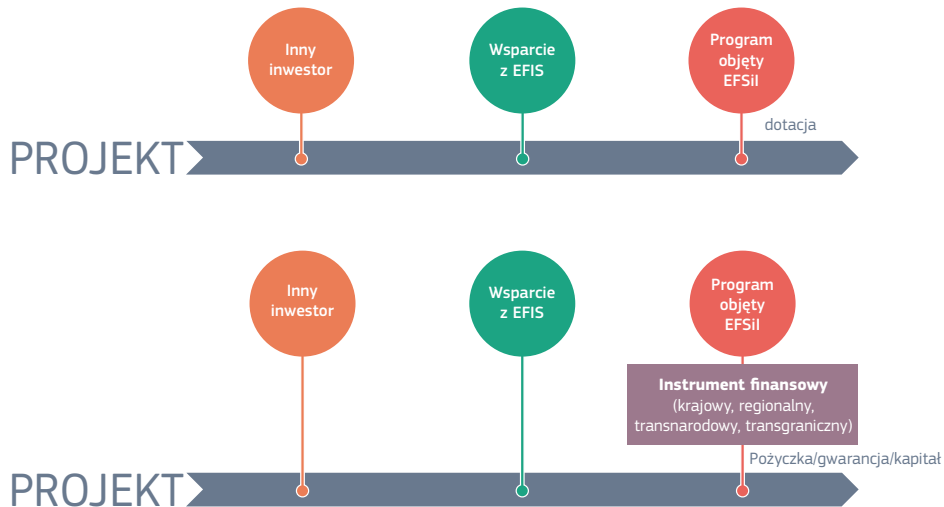 Inny
inwestor
Wsparcie
z EFIS
Program
objęty
EFSiI
dotacja
PROJEKT
Inny
inwestor
Wsparcie
z EFIS
Program
objęty
EFSiI
Instrument finansowy
(krajowy, regionalny,
transnarodowy, transgraniczny)
Pożyczka/gwarancja/kapitał
PROJEKT